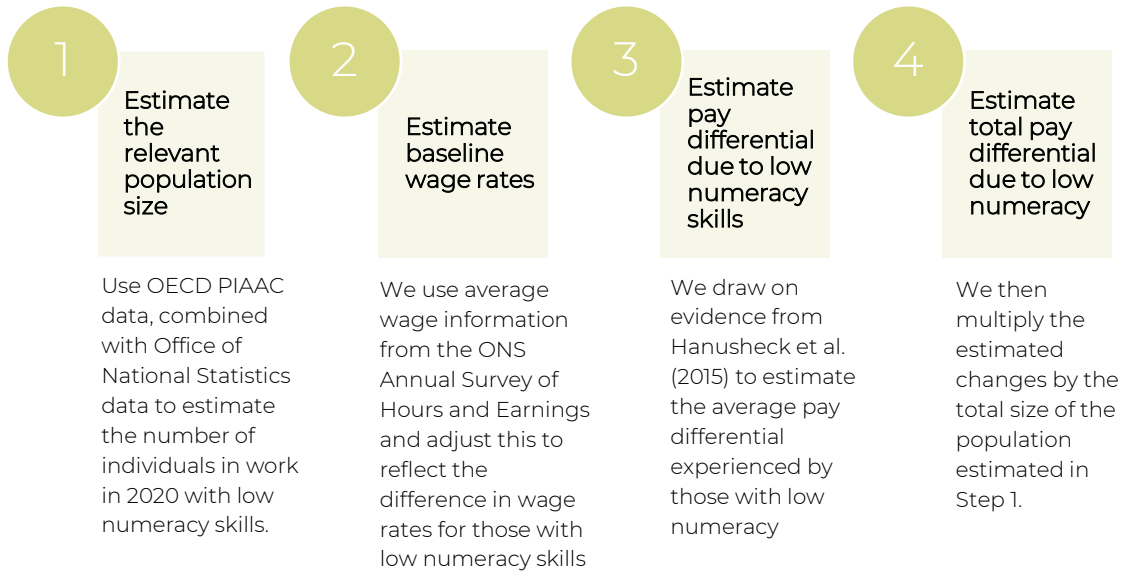 1
Estimate
the
relevant
population
size
Use OECD PIAAC
data, combined
with Office of
National Statistics
data to estimate
the number of
individuals in work
in 2020 with low
numeracy skills.
2
Estimate
baseline
wage rates
We use average
wage information
from the ONS
Annual Survey of
Hours and Earnings
and adjust this to
reflect the
difference in wage
rates for those with
low numeracy skills
3
Estimate
pay
differential
due to low
numeracy
skills
We draw on
evidence from
Hanusheck et al.
(2015) to estimate
the average pay
differential
experienced by
those with low
numeracy
4
Estimate
total pay
differential
due to low
numeracy
We then
multiply the
estimated
changes by the
total size of the
population
estimated in
Step 1.